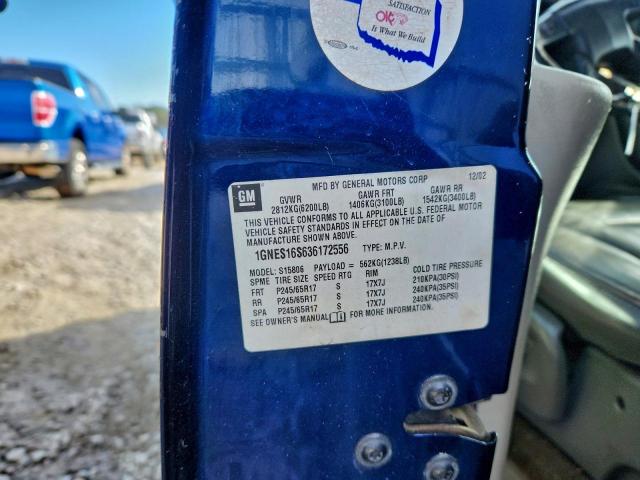 SATISFACTION
OK
Is What We Build
GM
MFD BY GENERAL MOTORS CORP 12/02
GVWR GAWR FRT GAWR RR
2812KG(6200LB) 1406KG(3100LB) 1542KG(3400LB)
THIS VEHICLE CONFORMS TO ALL APPLICABLE U.S. FEDERAL MOTOR
VEHICLE SAFETY STANDARDS IN EFFECT ON THE DATE OF
MANUFACTURE SHOWN ABOVE.
1GNES16S636172556 TYPE: M.P.V.
MODEL: S15806 PAYLOAD = 562KG(1238LB)
SPME TIRE SIZE SPEED RTG RIM COLD TIRE PRESSURE
FRT P245/65R17 S 17X7J 210KPA(30PSI)
RR P245/65R17 S 17X7J 240KPA(35PSI)
SPA P245/65R17 S 17X7J 240KPA(35PSI)
SEE OWNER'S MANUAL FOR MORE INFORMATION.